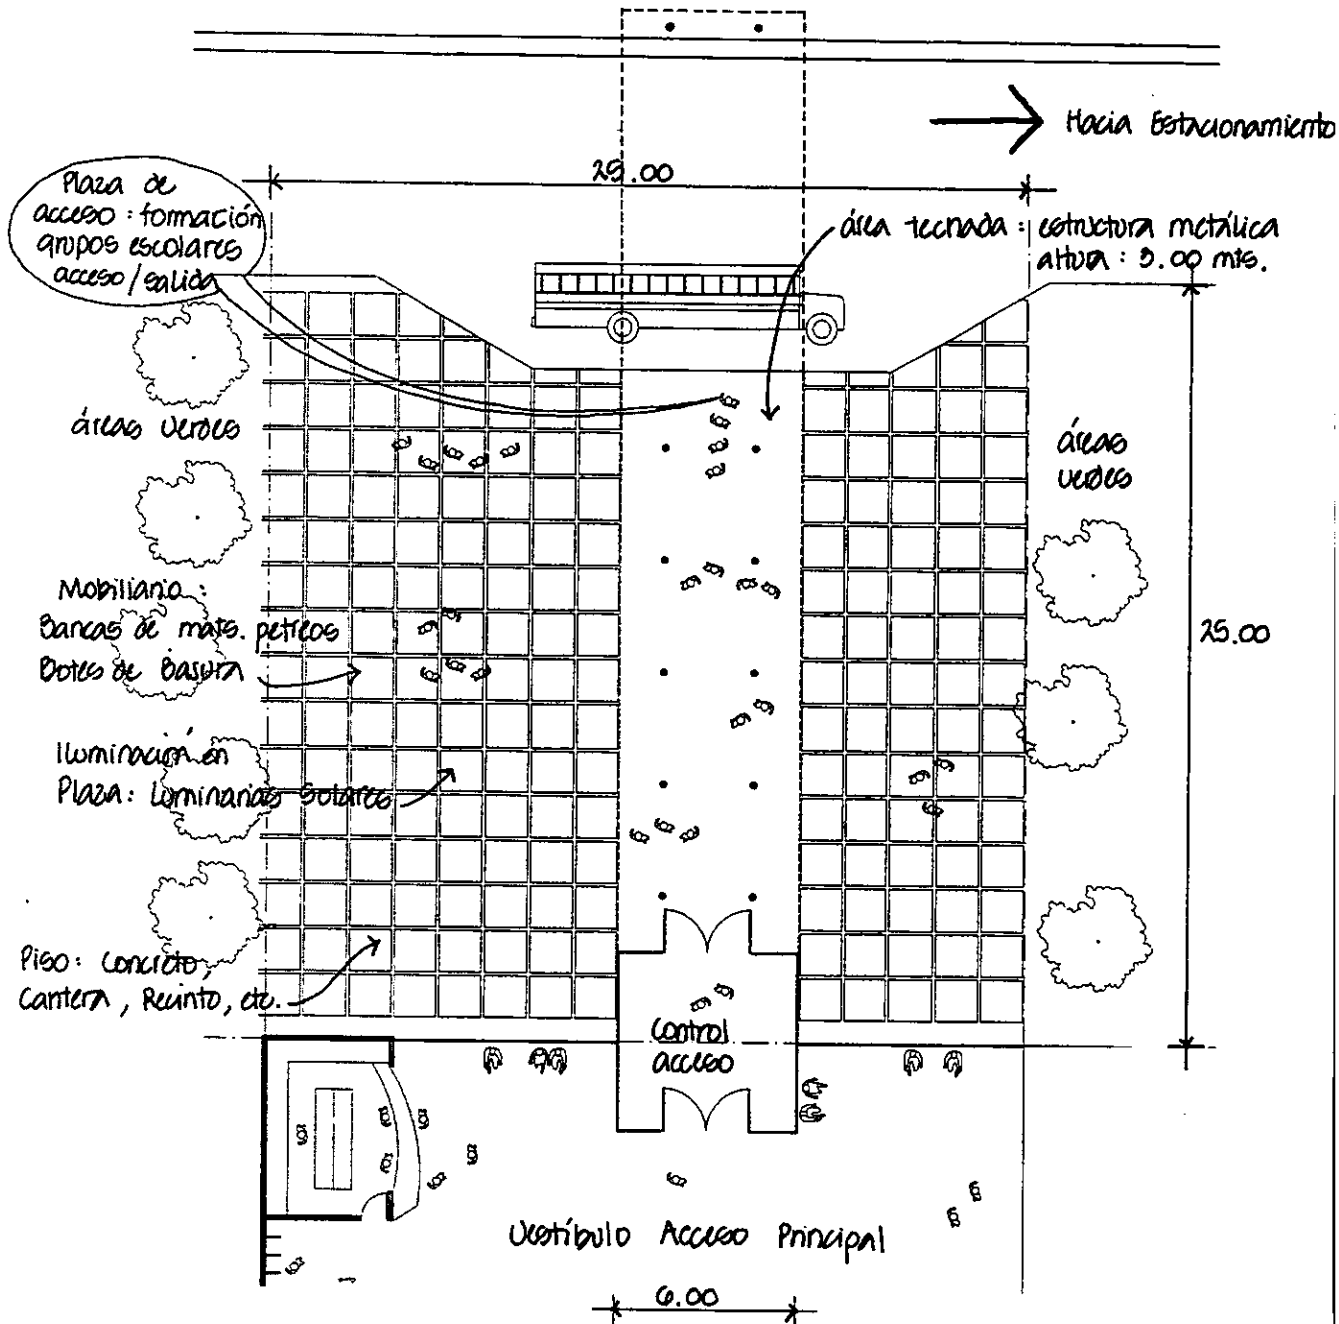 Hacia Estacionamiento
25.00
Plaza de
acceso : formación
grupos escolares
acceso / salida
área techada : estructura metálica
altura : 3.00 mts.
áreas verdes
áreas
verdes
Mobiliario :
Bancas de mats. petreos
Botes de Basura
25.00
Iluminación en
Plaza: Luminarias Solares
Piso: Concreto,
Cantera, Recinto, etc.
Control
acceso
Vestíbulo Acceso Principal
6.00